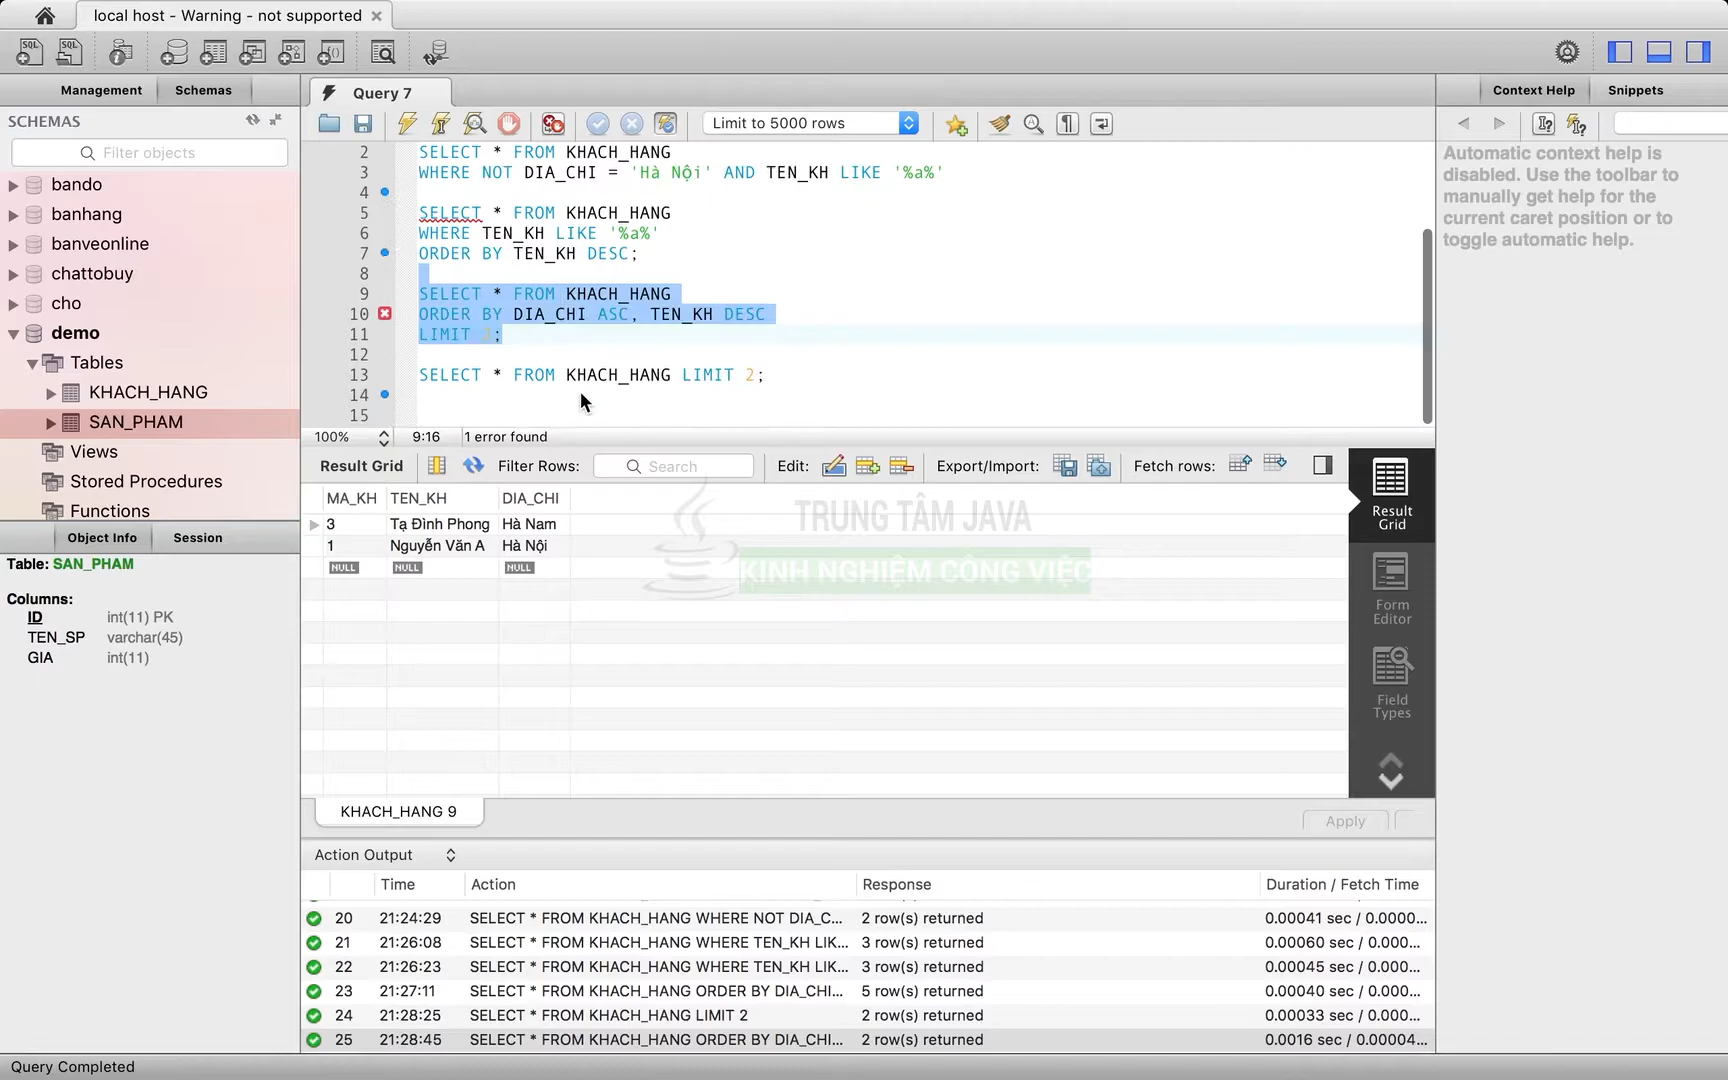 local host - Warning - not supported
Management
Schemas
SCHEMAS
Filter objects
bando
banhang
banveonline
chattobuy
cho
demo
Tables
KHACH_HANG
SAN_PHAM
Views
Stored Procedures
Functions
Object Info
Session
Table: SAN_PHAM
Columns:
ID int(11) PK
TEN_SP varchar(45)
GIA int(11)
Query 7
Limit to 5000 rows
2 SELECT * FROM KHACH_HANG
3 WHERE NOT DIA_CHI = 'Hà Nội' AND TEN_KH LIKE '%a%'
4
5 SELECT * FROM KHACH_HANG
6 WHERE TEN_KH LIKE '%a%'
7 ORDER BY TEN_KH DESC;
8
9 SELECT * FROM KHACH_HANG
10 ORDER BY DIA_CHI ASC, TEN_KH DESC
11 LIMIT ;
12
13 SELECT * FROM KHACH_HANG LIMIT 2;
14
15
100% 9:16 1 error found
Result Grid Filter Rows: Search Edit: Export/Import: Fetch rows:
MA_KH TEN_KH DIA_CHI
3 Tạ Đình Phong Hà Nam
1 Nguyễn Văn A Hà Nội
NULL NULL NULL
TRUNG TÂM JAVA
KINH NGHIỆM CÔNG VIỆC
Result Grid
Form Editor
Field Types
KHACH_HANG 9
Apply
Action Output
Time Action Response Duration / Fetch Time
20 21:24:29 SELECT * FROM KHACH_HANG WHERE NOT DIA_C... 2 row(s) returned 0.00041 sec / 0.0000...
21 21:26:08 SELECT * FROM KHACH_HANG WHERE TEN_KH LIK... 3 row(s) returned 0.00060 sec / 0.000...
22 21:26:23 SELECT * FROM KHACH_HANG WHERE TEN_KH LIK... 3 row(s) returned 0.00045 sec / 0.000...
23 21:27:11 SELECT * FROM KHACH_HANG ORDER BY DIA_CHI... 5 row(s) returned 0.00040 sec / 0.000...
24 21:28:25 SELECT * FROM KHACH_HANG LIMIT 2 2 row(s) returned 0.00033 sec / 0.000...
25 21:28:45 SELECT * FROM KHACH_HANG ORDER BY DIA_CHI... 2 row(s) returned 0.0016 sec / 0.00004...
Query Completed
Context Help
Snippets
Automatic context help is
disabled. Use the toolbar to
manually get help for the
current caret position or to
toggle automatic help.